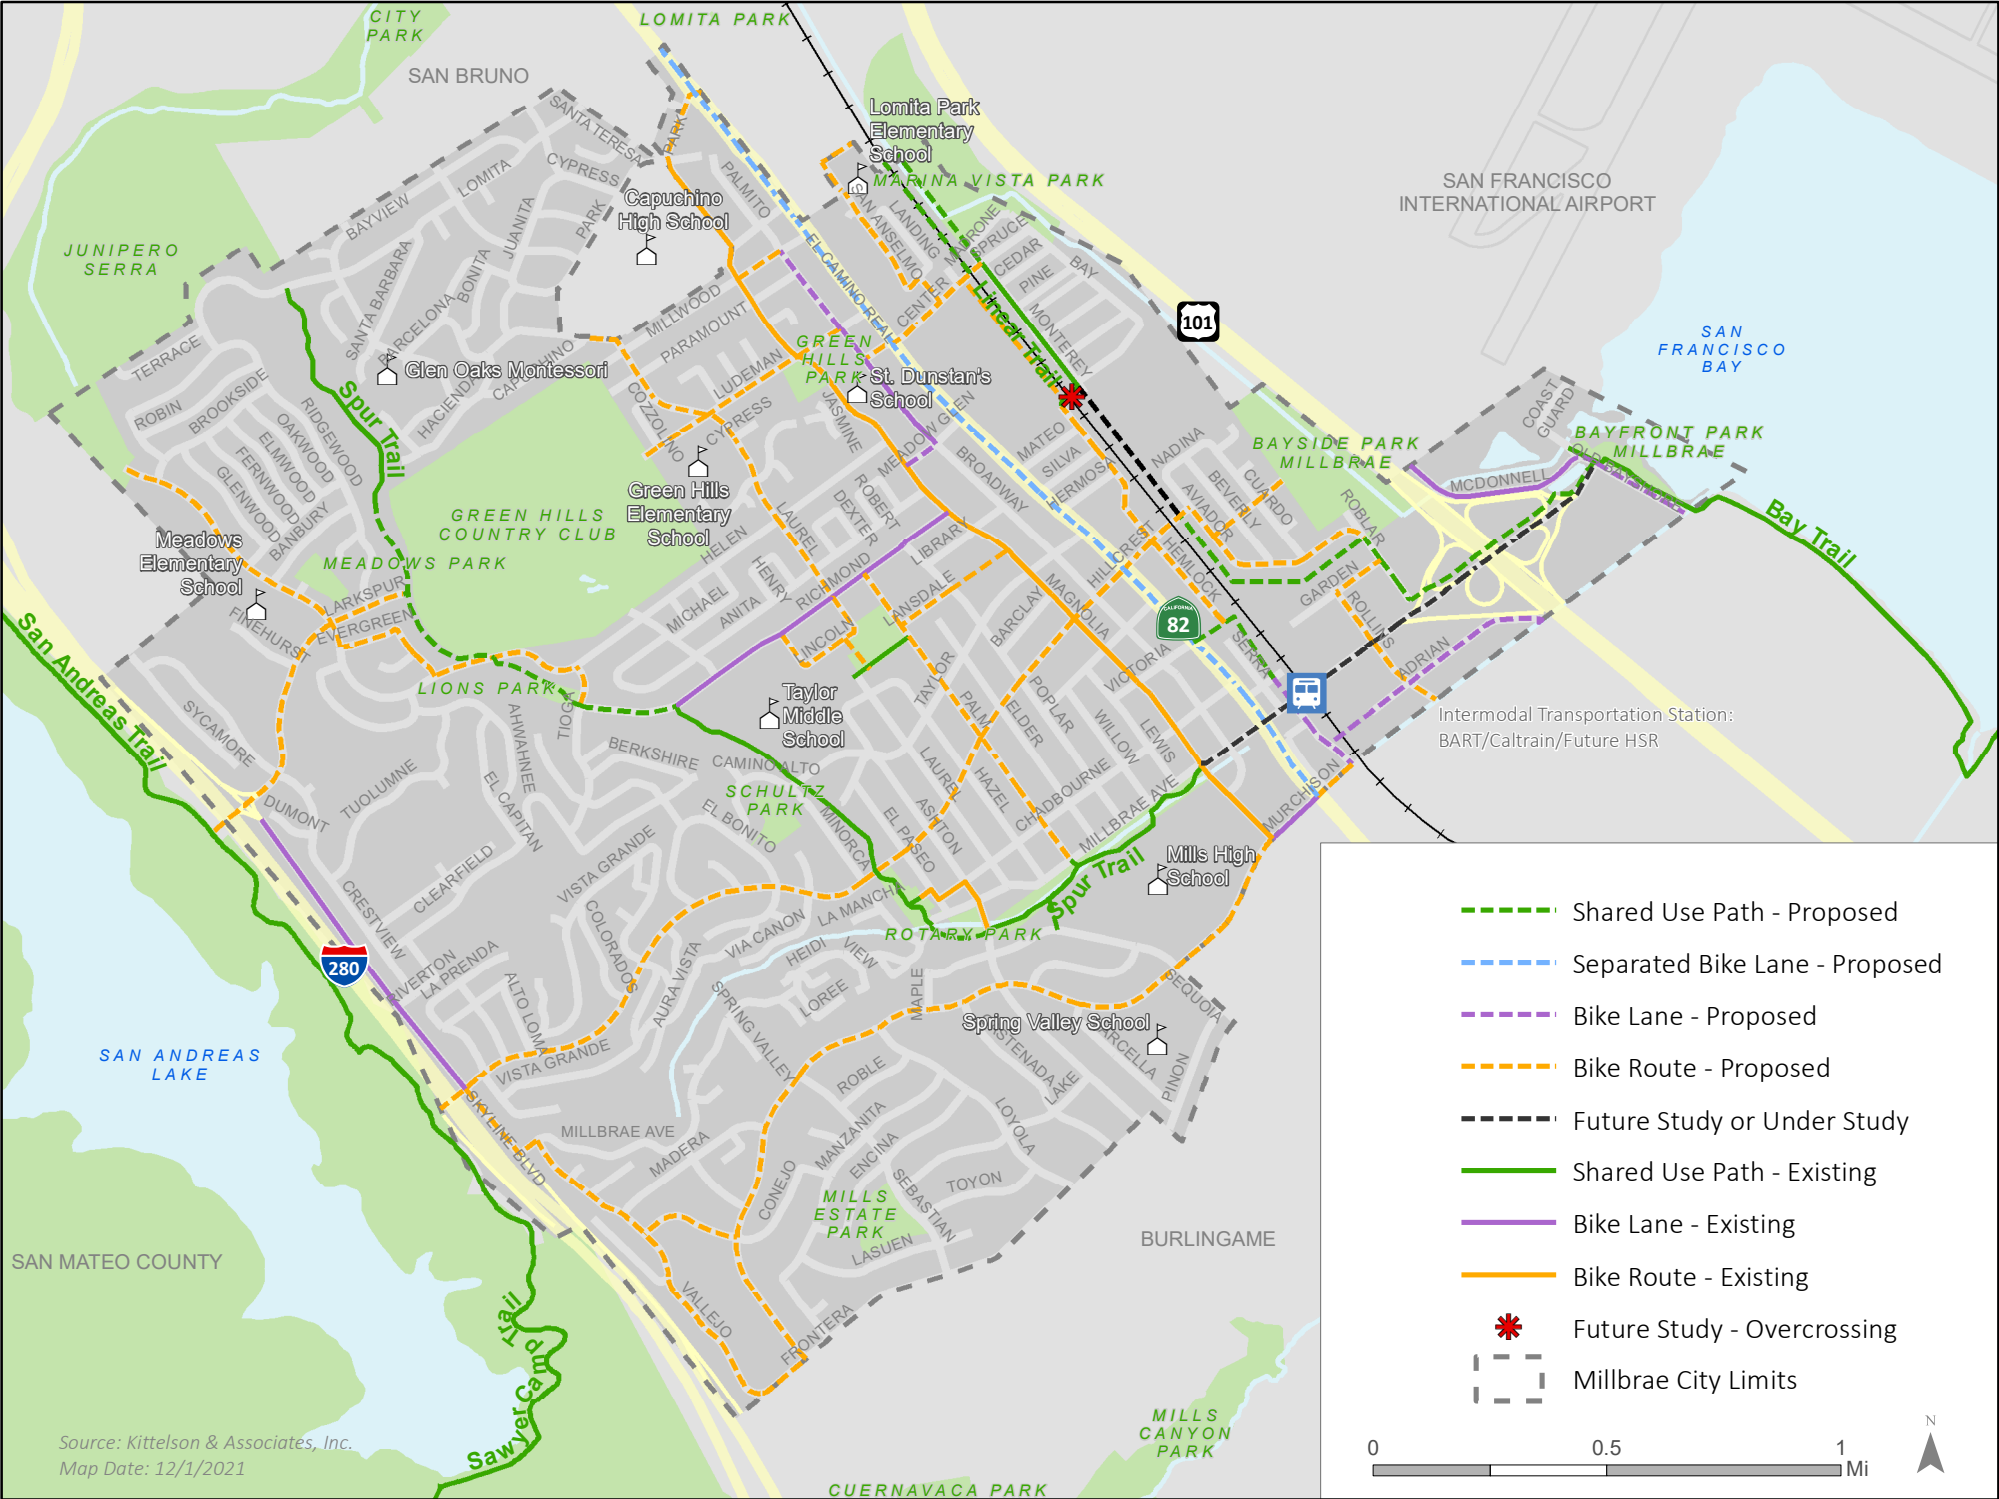 CITY
PARK
LOMITA PARK
SAN BRUNO
Lomita Park
Elementary
School
MARINA VISTA PARK
SAN FRANCISCO
INTERNATIONAL AIRPORT
SANTA TERESA
PARK
CYPRESS
LOMITA
PALMITO
Capuchino
High School
BAYVIEW
JUANITA
PARK
SAN ANSELMO
LANDING
MADRONE
SPRUCE
CEDAR
BAY
PINE
JUNIPERO
SERRA
SANTA BARBARA
BONITA
EL CAMINO REAL
CENTER
MONTEREY
Linear Trail
101
BARCELONA
MILLWOOD
PARAMOUNT
SAN
FRANCISCO
BAY
TERRACE
GREEN
HILLS
PARK
Glen Oaks Montessori
CAPUCHINO
HACIENDA
LUDEMAN
St. Dunstan's
School
COAST
GUARD
ROBIN
BROOKSIDE
Spur Trail
COZZOLINO
CYPRESS
JASMINE
MEADOW GLEN
RIDGEWOOD
OAKWOOD
ELMWOOD
FERNWOOD
GLENWOOD
BANBURY
MATEO
SILVA
HERMOSA
NADINA
BAYSIDE PARK
MILLBRAE
BAYFRONT PARK
MILLBRAE
OLD BAY
MCDONNELL
BROADWAY
BEVERLY
CUARDO
AVIADOR
ROBLAR
Green Hills
Elementary
School
GREEN HILLS
COUNTRY CLUB
ROBERT
DEXTER
LAUREL
HELEN
Bay Trail
Meadows
Elementary
School
MEADOWS PARK
LIBRARY
HILLCREST
HEMLOCK
HENRY
RICHMOND
LANSDALE
MAGNOLIA
GARDEN
ROLLINS
LARKSPUR
EVERGREEN
PINEHURST
MICHAEL
ANITA
LINCOLN
BARCLAY
CALIFORNIA
82
SERRA
ADRIAN
San Andreas Trail
LIONS PARK
TIOGA
TAYLOR
VICTORIA
Taylor
Middle
School
PALM
ELDER
POPLAR
WILLOW
LEWIS
Intermodal Transportation Station:
BART/Caltrain/Future HSR
SYCAMORE
AHWAHNEE
BERKSHIRE
CAMINO ALTO
SCHULTZ
PARK
LAUREL
HAZEL
CHADBOURNE
MILLBRAE AVE
MURCHISON
DUMONT
TUOLUMNE
EL CAPITAN
EL BONITO
MINORCA
EL PASEO
ASHTON
CLEARFIELD
VISTA GRANDE
Mills High
School
Spur Trail
CRESTVIEW
COLORADOS
LA MANCHA
VIA CANON
ROTARY PARK
280
RIVERTON
LA PRENDA
HEIDI
VIEW
LOREE
AURA VISTA
ALTO LOMA
SPRING VALLEY
MAPLE
SEQUOIA
Spring Valley School
CASTENADA
MARCELLA
SAN ANDREAS
LAKE
VISTA GRANDE
ROBLE
LAKE
PINON
SKYLINE BLVD
MILLBRAE AVE
MADERA
MANZANITA
ENCINA
LOYOLA
CONEJO
SEBASTIAN
TOYON
MILLS
ESTATE
PARK
LASUEN
BURLINGAME
SAN MATEO COUNTY
VALLEJO
FRONTERA
Sawyer Camp Trail
MILLS
CANYON
PARK
CUERNAVACA PARK
Source: Kittelson & Associates, Inc.
Map Date: 12/1/2021
Shared Use Path - Proposed
Separated Bike Lane - Proposed
Bike Lane - Proposed
Bike Route - Proposed
Future Study or Under Study
Shared Use Path - Existing
Bike Lane - Existing
Bike Route - Existing
Future Study - Overcrossing
Millbrae City Limits
N
0 0.5 1
Mi